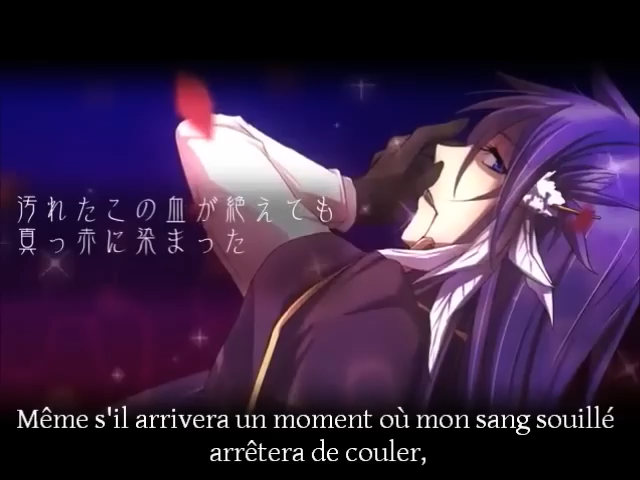 汚れたこの血が絶えても
真っ赤に染まった
Même s'il arrivera un moment où mon sang souillé
arrêtera de couler,